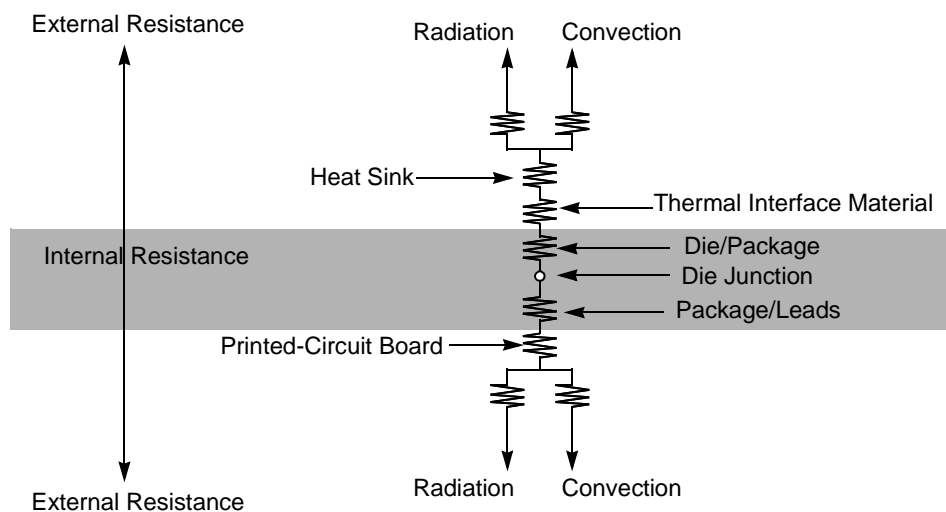 External Resistance
Radiation
Convection
Heat Sink
Thermal Interface Material
Internal Resistance
Die/Package
Die Junction
Package/Leads
Printed-Circuit Board
Radiation
Convection
External Resistance